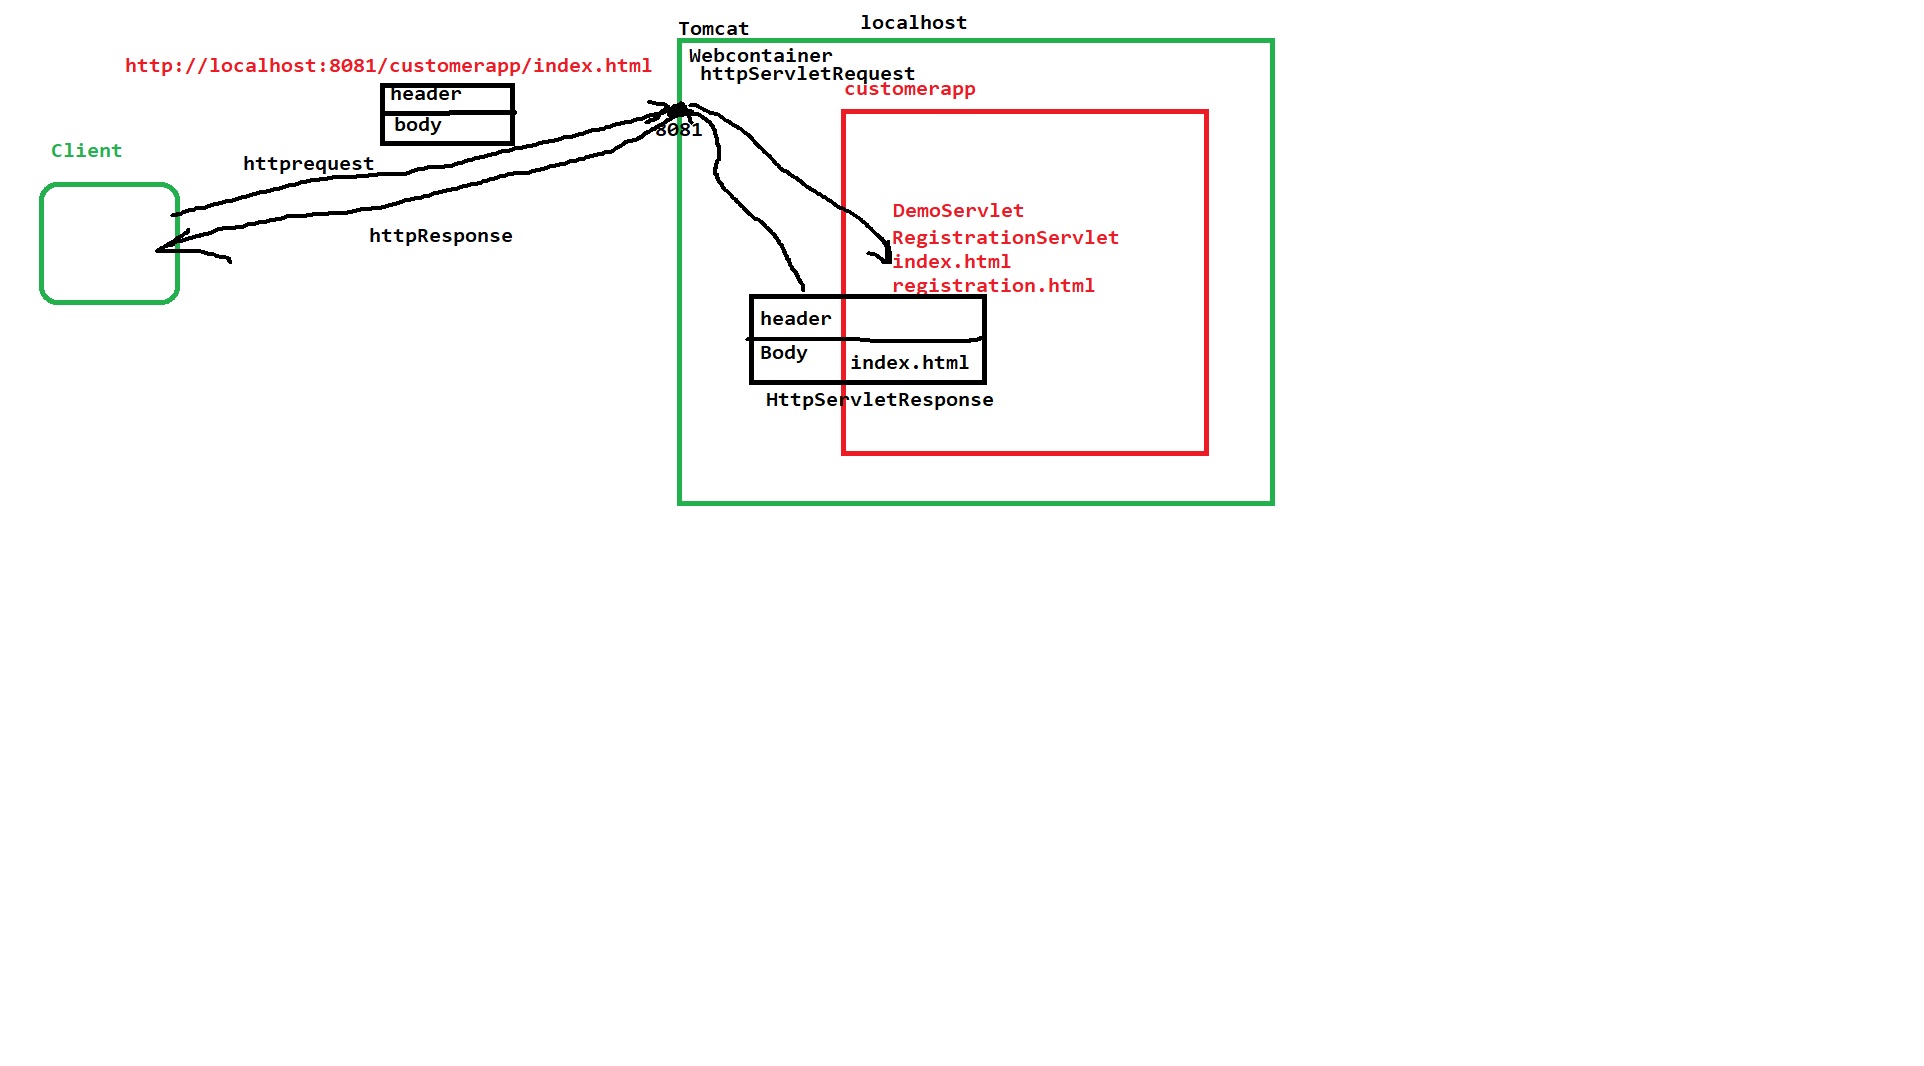 localhost
Tomcat
Webcontainer
http://localhost:8081/customerapp/index.html
httpServletRequest
customerapp
header
body
8081
Client
httprequest
DemoServlet
httpResponse
RegistrationServlet
index.html
registration.html
header
Body
index.html
HttpServletResponse